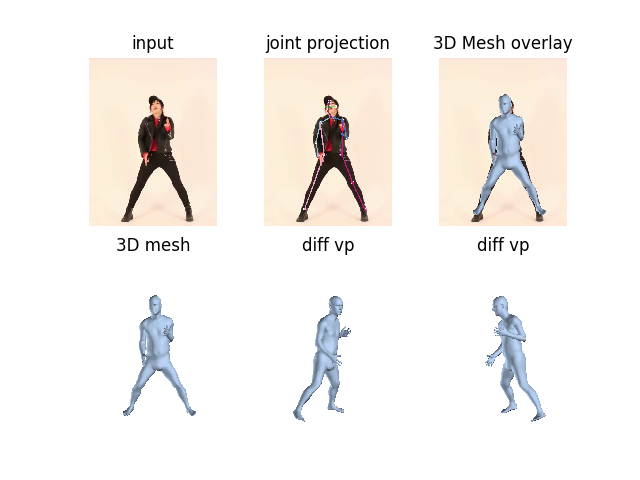 input
joint projection
3D Mesh overlay
3D mesh
diff vp
diff vp